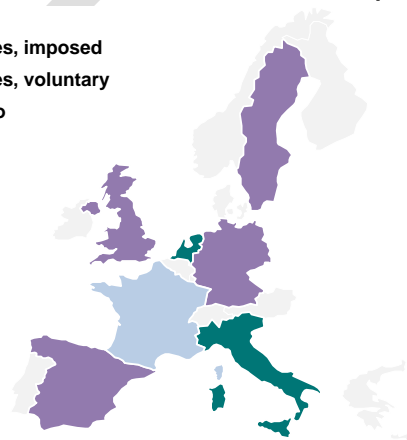 es, imposed
es, voluntary
o